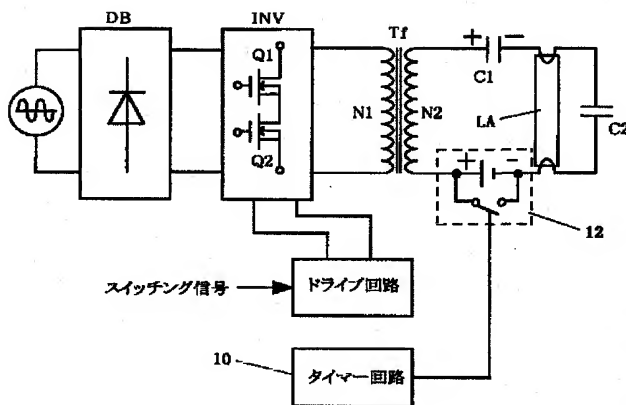 DB
INV
Tf
Q1
Q2
N1
N2
+
−
C1
LA
C2
+
−
12
スイッチング信号
ドライブ回路
10
タイマー回路